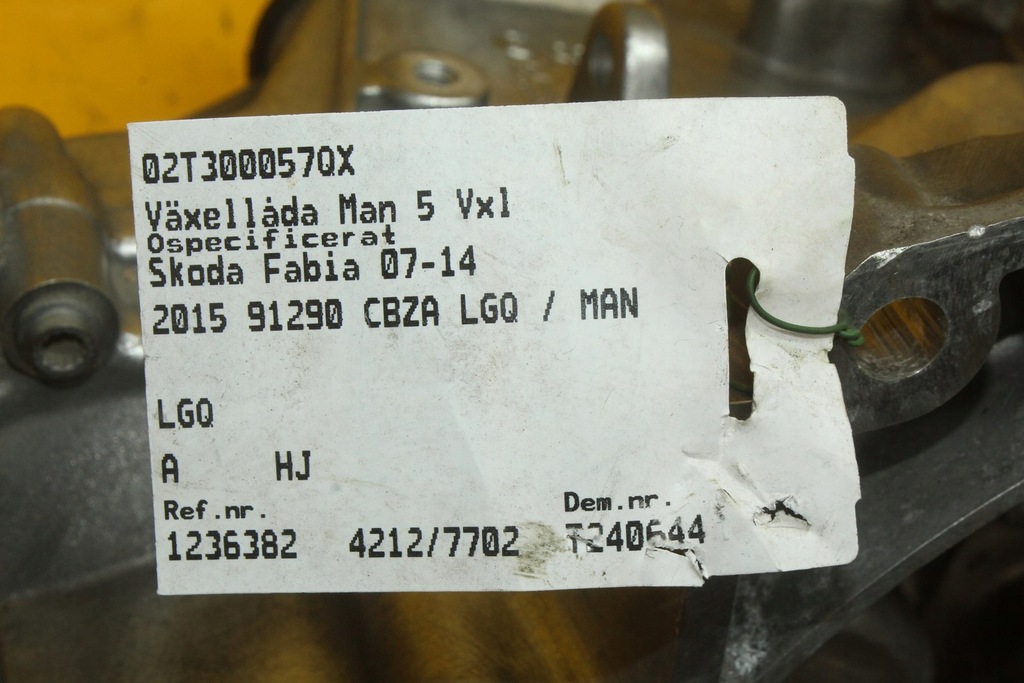 02T300057QX
Växellåda Man 5 Vxl
Ospecificerat
Skoda Fabia 07-14
2015 91290 CBZA LGQ / MAN
LGQ
A HJ
Ref.nr. Dem.nr.
1236382 4212/7702 T240644